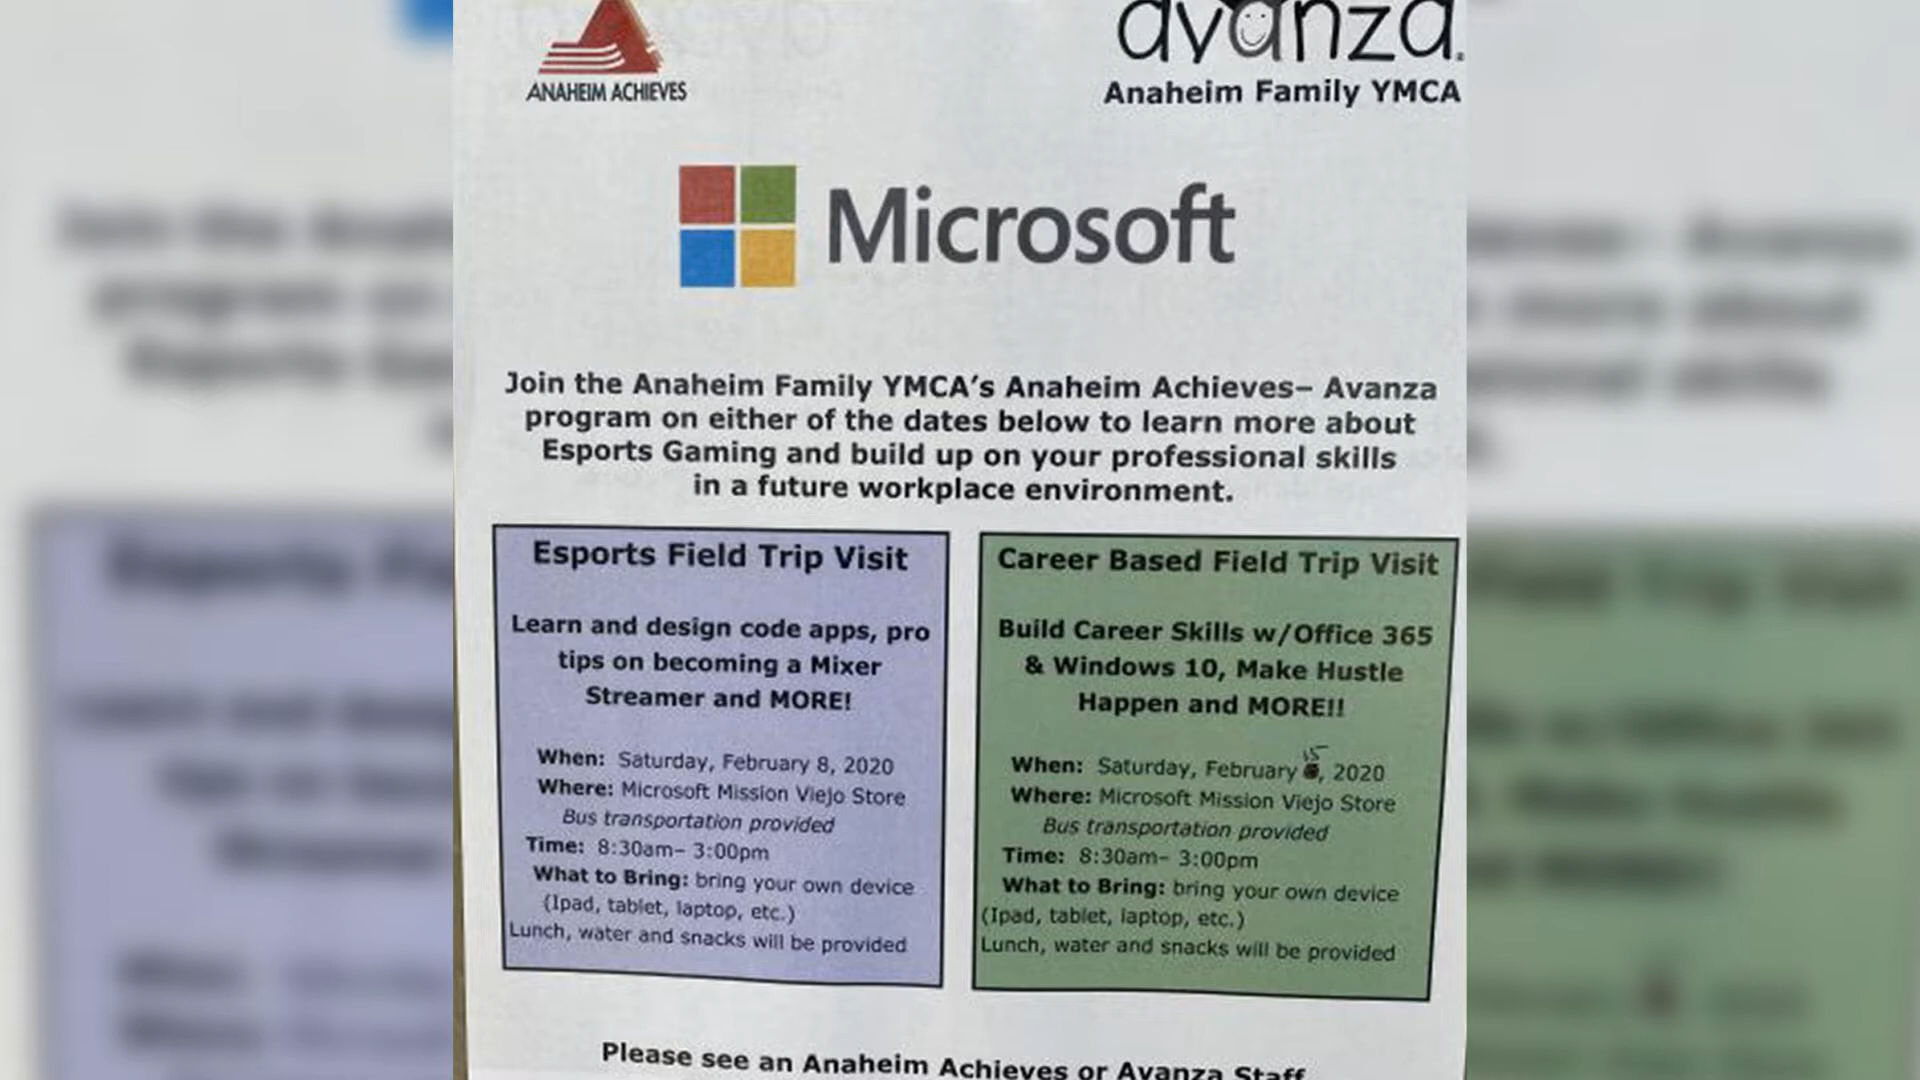 ANAHEIM ACHIEVES
avanza.
Anaheim Family YMCA
Microsoft
Join the Anaheim Family YMCA's Anaheim Achieves– Avanza
program on either of the dates below to learn more about
Esports Gaming and build up on your professional skills
in a future workplace environment.
Esports Field Trip Visit
Learn and design code apps, pro
tips on becoming a Mixer
Streamer and MORE!
When: Saturday, February 8, 2020
Where: Microsoft Mission Viejo Store
Bus transportation provided
Time: 8:30am– 3:00pm
What to Bring: bring your own device
(Ipad, tablet, laptop, etc.)
Lunch, water and snacks will be provided
Career Based Field Trip Visit
Build Career Skills w/Office 365
& Windows 10, Make Hustle
Happen and MORE!!
When: Saturday, February 15, 2020
Where: Microsoft Mission Viejo Store
Bus transportation provided
Time: 8:30am– 3:00pm
What to Bring: bring your own device
(Ipad, tablet, laptop, etc.)
Lunch, water and snacks will be provided
Please see an Anaheim Achieves or Avanza Staff